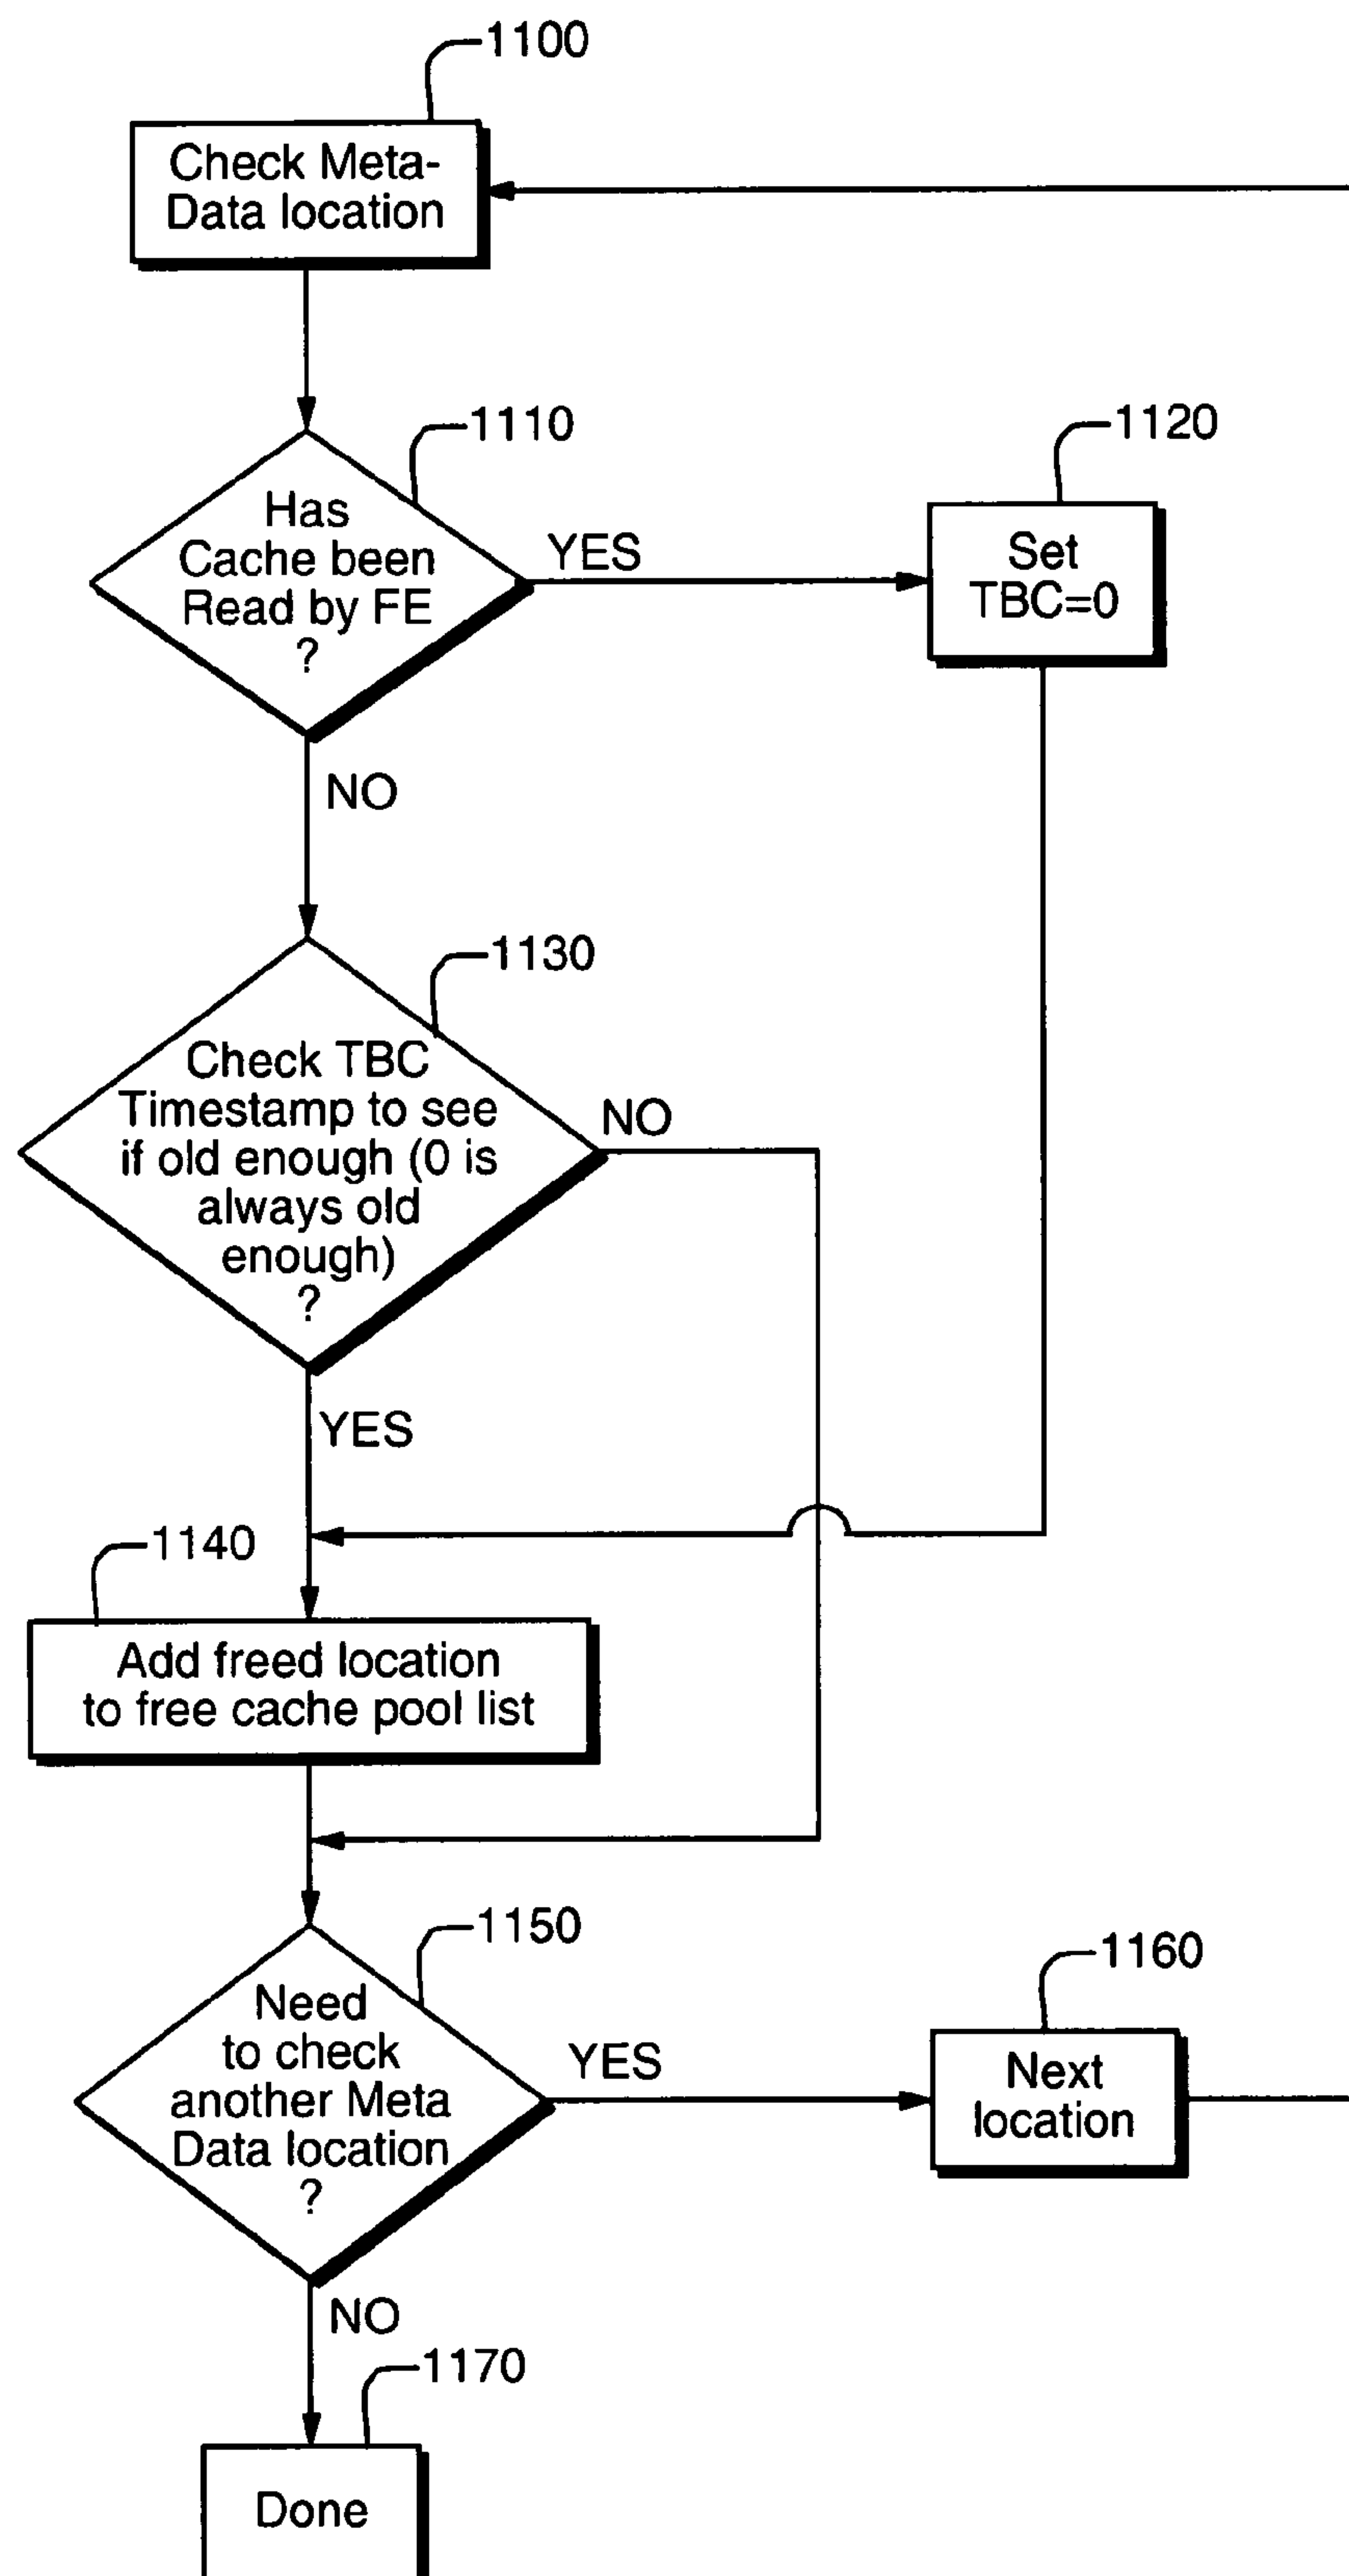 1100
Check Meta-
Data location
1110
Has
Cache been
Read by FE
?
YES
1120
Set
TBC=0
NO
1130
Check TBC
Timestamp to see
if old enough (0 is
always old
enough)
?
NO
YES
1140
Add freed location
to free cache pool list
1150
Need
to check
another Meta
Data location
?
YES
1160
Next
location
NO
1170
Done